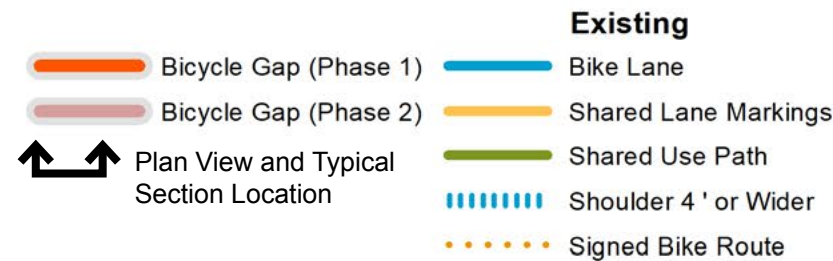 Existing
Bicycle Gap (Phase 1)
Bike Lane
Bicycle Gap (Phase 2)
Shared Lane Markings
Plan View and Typical
Section Location
Shared Use Path
Shoulder 4 ' or Wider
Signed Bike Route